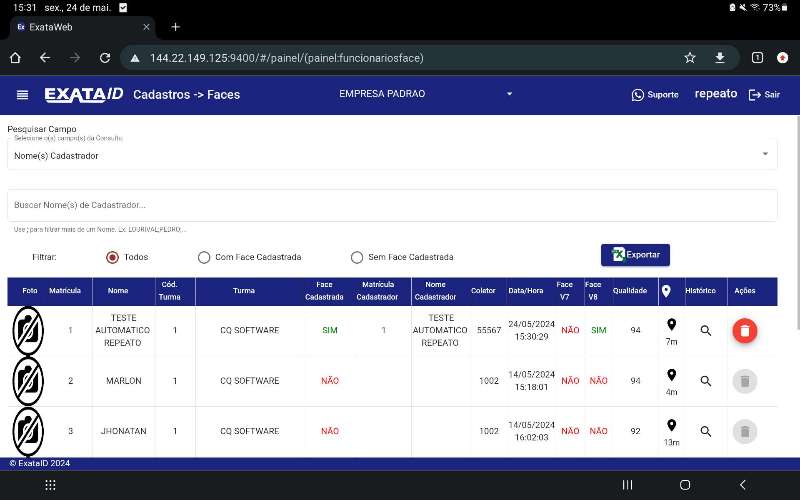 15:31 sex., 24 de mai. 73%
Ex ExataWeb
144.22.149.125:9400/#/painel/(painel:funcionariosface) 1
EXATAID Cadastros -> Faces EMPRESA PADRAO Suporte repeato Sair
Pesquisar Campo
Selecione o(s) campo(s) da Consulta
Nome(s) Cadastrador
Buscar Nome(s) de Cadastrador...
Use ; para filtrar mais de um Nome. Ex: LOURIVAL;PEDRO;...
Filtrar: Todos Com Face Cadastrada Sem Face Cadastrada Exportar
Foto Matrícula Nome Cód. Turma Turma Face Cadastrada Matrícula Cadastrador Nome Cadastrador Coletor Data/Hora Face V7 Face V8 Qualidade Histórico Ações
1 TESTE AUTOMATICO REPEATO 1 CQ SOFTWARE SIM 1 TESTE AUTOMATICO REPEATO 55567 24/05/2024 15:30:29 NÃO SIM 94 7m
2 MARLON 1 CQ SOFTWARE NÃO 1002 14/05/2024 15:18:01 NÃO NÃO 94 4m
3 JHONATAN 1 CQ SOFTWARE NÃO 1002 14/05/2024 16:02:03 NÃO NÃO 92 13m
© ExataID 2024